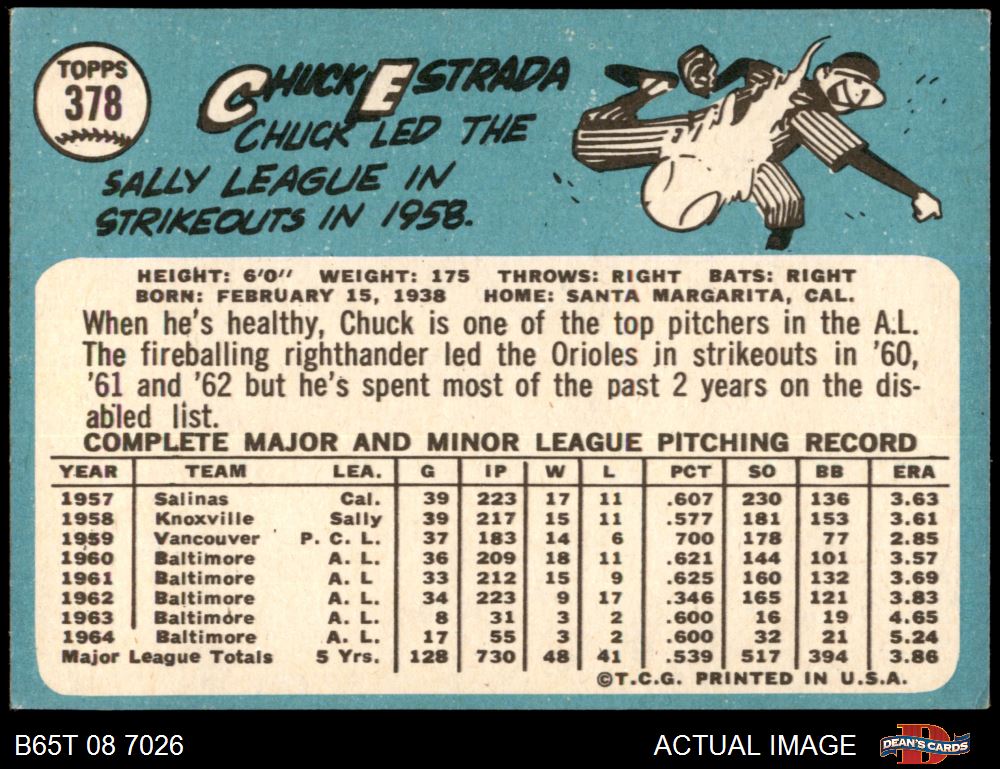 TOPPS
378
CHUCK ESTRADA
CHUCK LED THE
SALLY LEAGUE IN
STRIKEOUTS IN 1958.
HEIGHT: 6'0" WEIGHT: 175 THROWS: RIGHT BATS: RIGHT
BORN: FEBRUARY 15, 1938 HOME: SANTA MARGARITA, CAL.
When he's healthy, Chuck is one of the top pitchers in the A.L.
The fireballing righthander led the Orioles in strikeouts in '60,
'61 and '62 but he's spent most of the past 2 years on the dis-
abled list.
COMPLETE MAJOR AND MINOR LEAGUE PITCHING RECORD
YEAR TEAM LEA. G IP W L PCT SO BB ERA
1957 Salinas Cal. 39 223 17 11 .607 230 136 3.63
1958 Knoxville Sally 39 217 15 11 .577 181 153 3.61
1959 Vancouver P. C. L. 37 183 14 6 700 178 77 2.85
1960 Baltimore A. L. 36 209 18 11 .621 144 101 3.57
1961 Baltimore A. L 33 212 15 9 .625 160 132 3.69
1962 Baltimore A. L. 34 223 9 17 .346 165 121 3.83
1963 Baltimore A. L. 8 31 3 2 .600 16 19 4.65
1964 Baltimore A. L. 17 55 3 2 .600 32 21 5.24
Major League Totals 5 Yrs. 128 730 48 41 .539 517 394 3.86
©T.C.G. PRINTED IN U.S.A.
B65T 08 7026 ACTUAL IMAGE DEAN'S CARDS